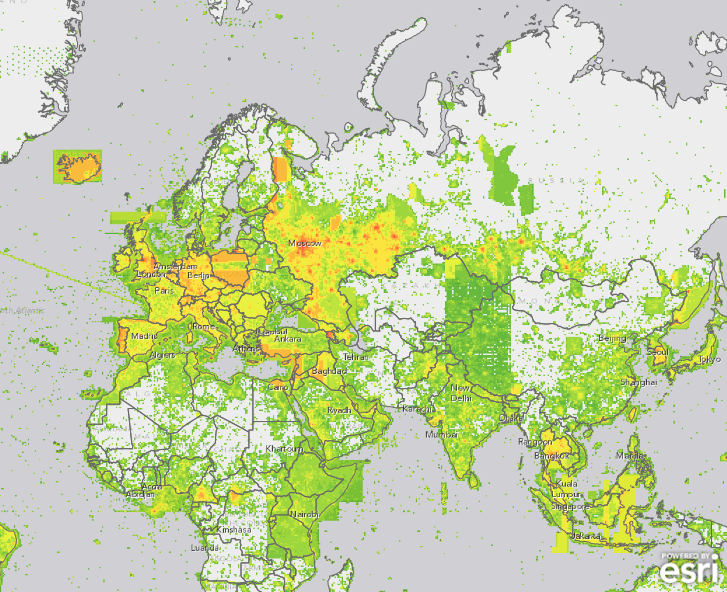 Moscow
Amsterdam
London
Berlin
Paris
Rome
Madrid
Istanbul
Ankara
Athens
Algiers
Tehran
Baghdad
Cairo
Beijing
Seoul
Tokyo
Shanghai
New
Delhi
Karachi
Riyadh
Dhaka
Mumbai
Rangoon
Bangkok
Manila
Khartoum
Accra
Abidjan
Kuala
Lumpur
Singapore
Nairobi
Kinshasa
Luanda
Jakarta
POWERED BY
esri